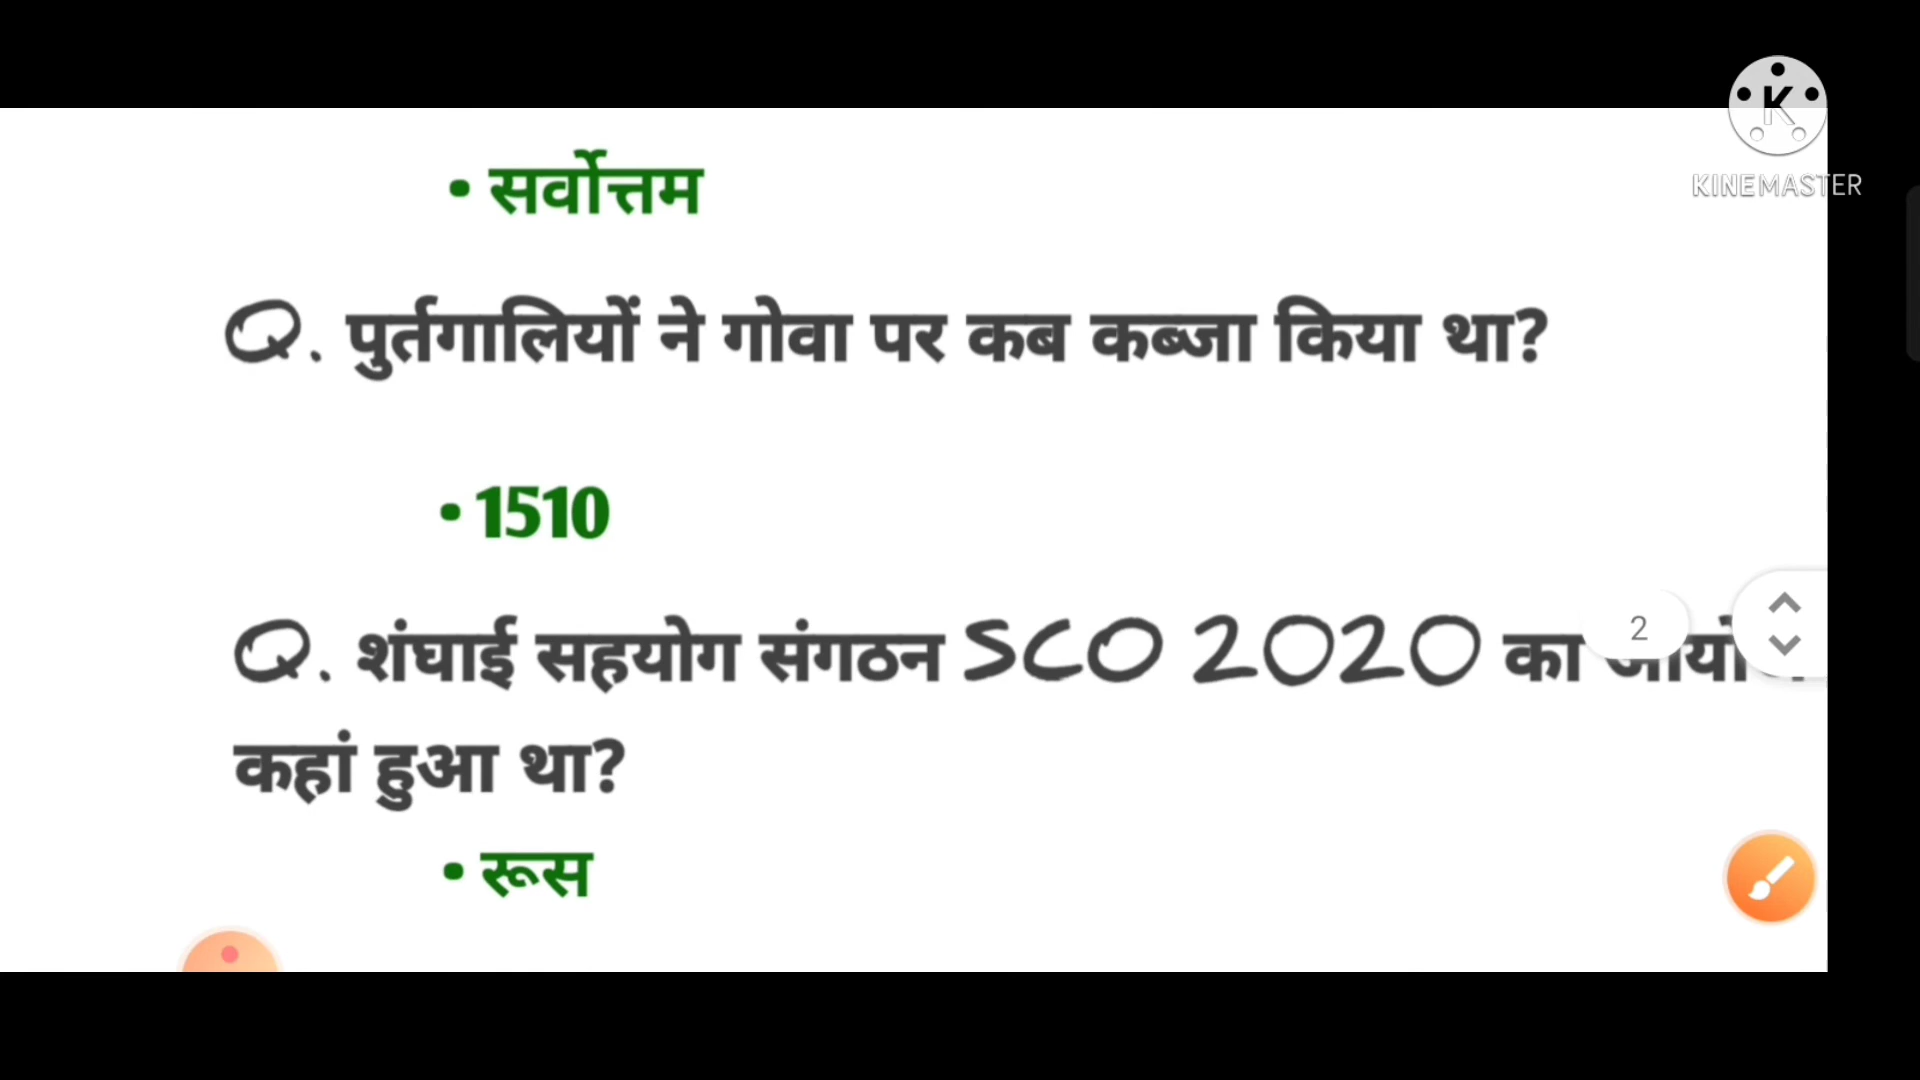 • सर्वोत्तम
KINEMASTER
Q. पुर्तगालियों ने गोवा पर कब कब्जा किया था?
• 1510
Q. शंघाई सहयोग संगठन SCO 2020 का
2
कहां हुआ था?
• रूस